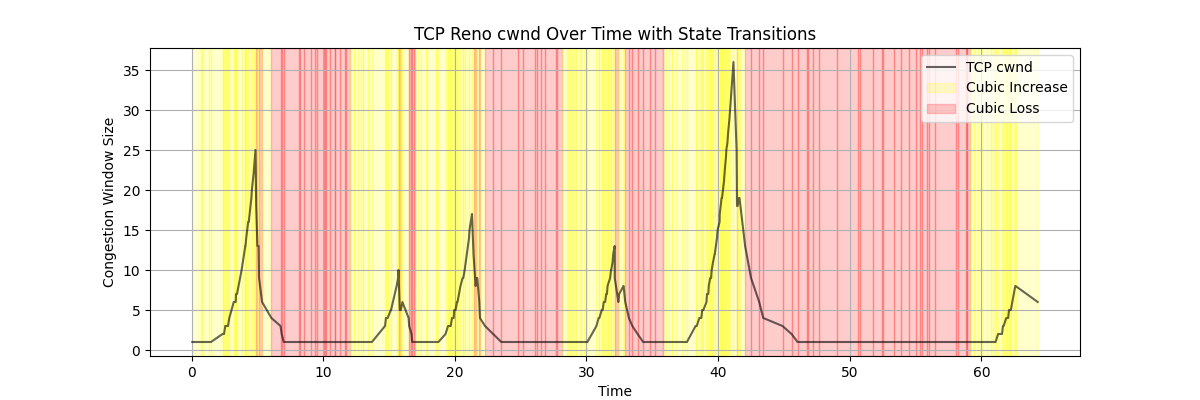 TCP Reno cwnd Over Time with State Transitions
TCP cwnd
Cubic Increase
Cubic Loss
Congestion Window Size
35
30
25
20
15
10
5
0
0 10 20 30 40 50 60
Time